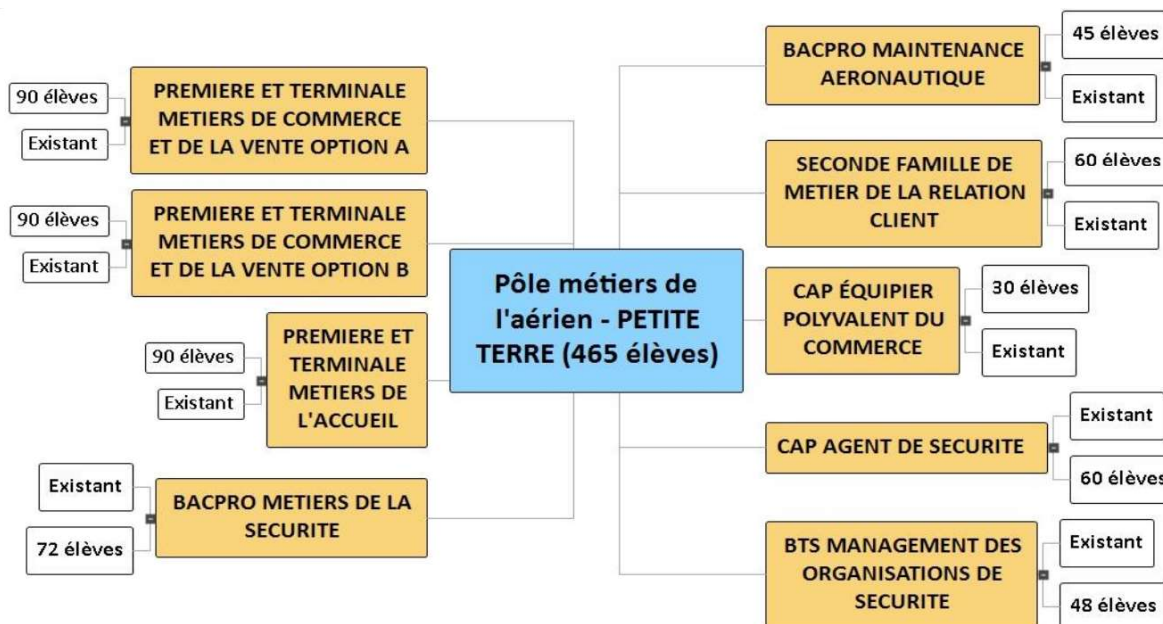 90 élèves
Existant
PREMIERE ET TERMINALE
METIERS DE COMMERCE
ET DE LA VENTE OPTION A
90 élèves
Existant
PREMIERE ET TERMINALE
METIERS DE COMMERCE
ET DE LA VENTE OPTION B
90 élèves
Existant
PREMIERE ET
TERMINALE
METIERS DE
L'ACCUEIL
Existant
72 élèves
BACPRO METIERS DE LA
SECURITE
Pôle métiers de
l'aérien - PETITE
TERRE (465 élèves)
BACPRO MAINTENANCE
AERONAUTIQUE
45 élèves
Existant
SECONDE FAMILLE DE
METIER DE LA RELATION
CLIENT
60 élèves
Existant
CAP ÉQUIPIER
POLYVALENT DU
COMMERCE
30 élèves
Existant
CAP AGENT DE SECURITE
Existant
60 élèves
BTS MANAGEMENT DES
ORGANISATIONS DE
SECURITE
Existant
48 élèves